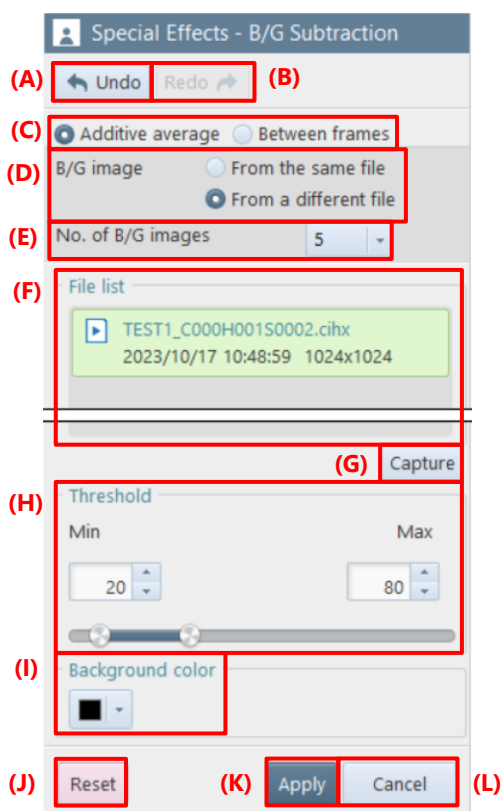 Special Effects - B/G Subtraction
(A) Undo Redo (B)
(C) Additive average Between frames
(D) B/G image From the same file
From a different file
(E) No. of B/G images 5
(F) File list
TEST1_C000H001S0002.cihx
2023/10/17 10:48:59 1024x1024
(G) Capture
(H) Threshold
Min Max
20 80
(I) Background color
(J) Reset (K) Apply Cancel (L)